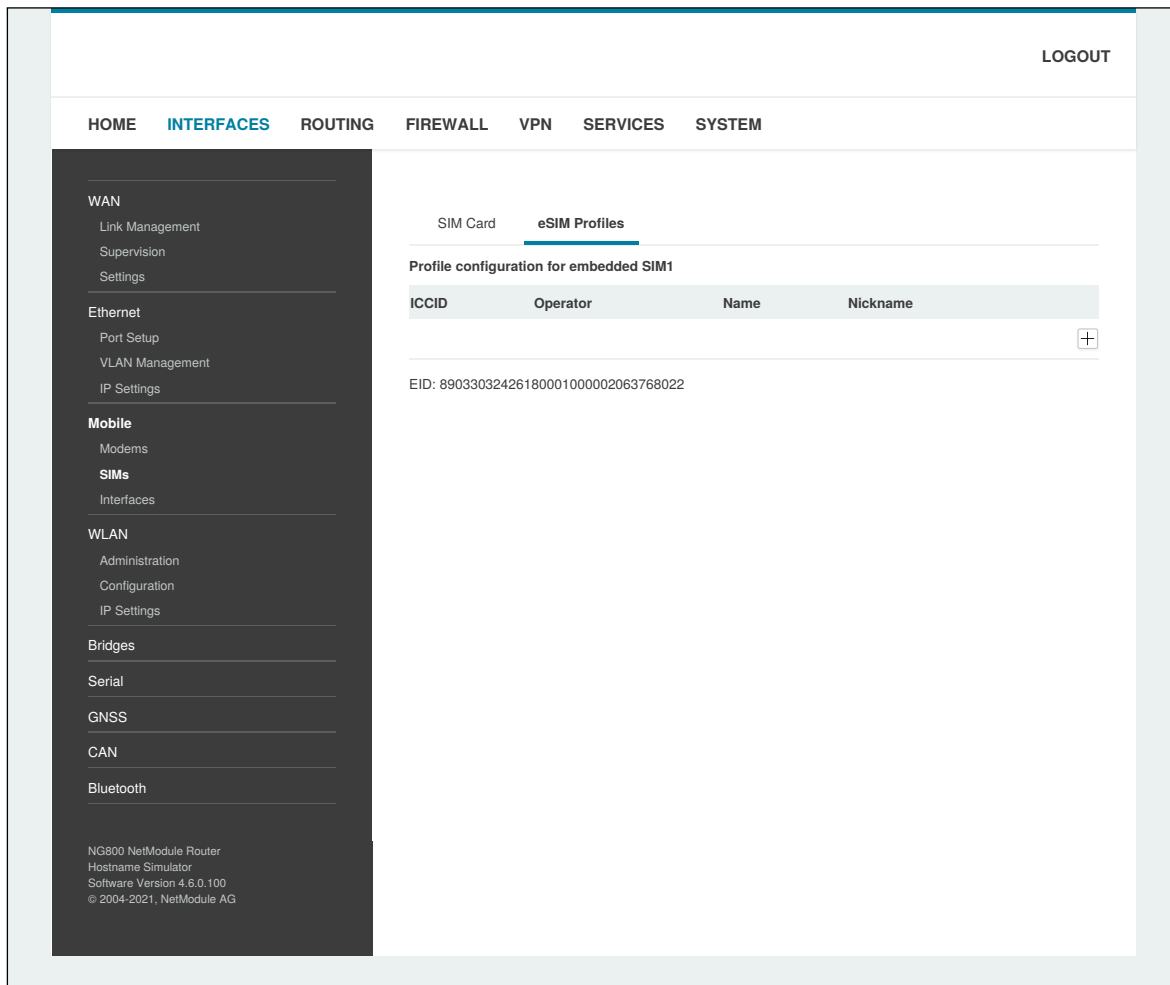 LOGOUT
HOME INTERFACES ROUTING FIREWALL VPN SERVICES SYSTEM
WAN
Link Management
Supervision
Settings
Ethernet
Port Setup
VLAN Management
IP Settings
Mobile
Modems
SIMs
Interfaces
WLAN
Administration
Configuration
IP Settings
Bridges
Serial
GNSS
CAN
Bluetooth
NG800 NetModule Router
Hostname Simulator
Software Version 4.6.0.100
© 2004-2021, NetModule AG
SIM Card eSIM Profiles
Profile configuration for embedded SIM1
ICCID Operator Name Nickname
EID: 89033032426180001000002063768022